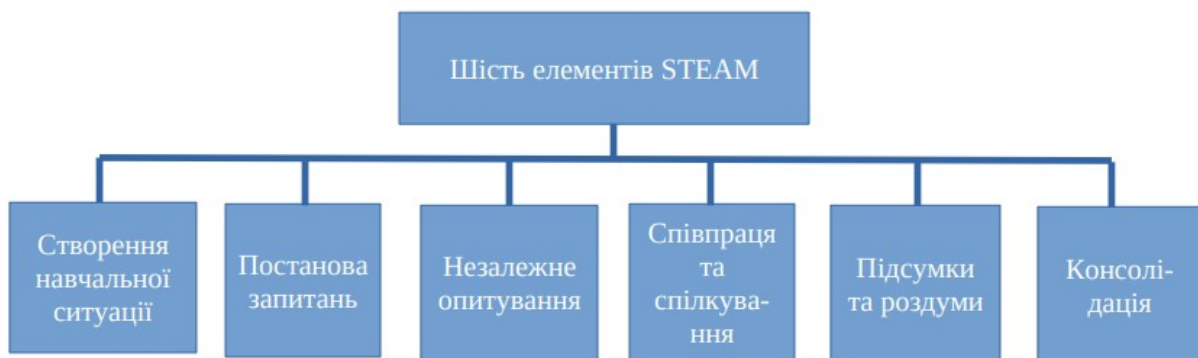 Шість елементів STEAM
Створення
навчальної
ситуації
Постанова
запитань
Незалежне
опитування
Співпраця
та
спілкува-
ння
Підсумки
та роздуми
Консолі-
дація